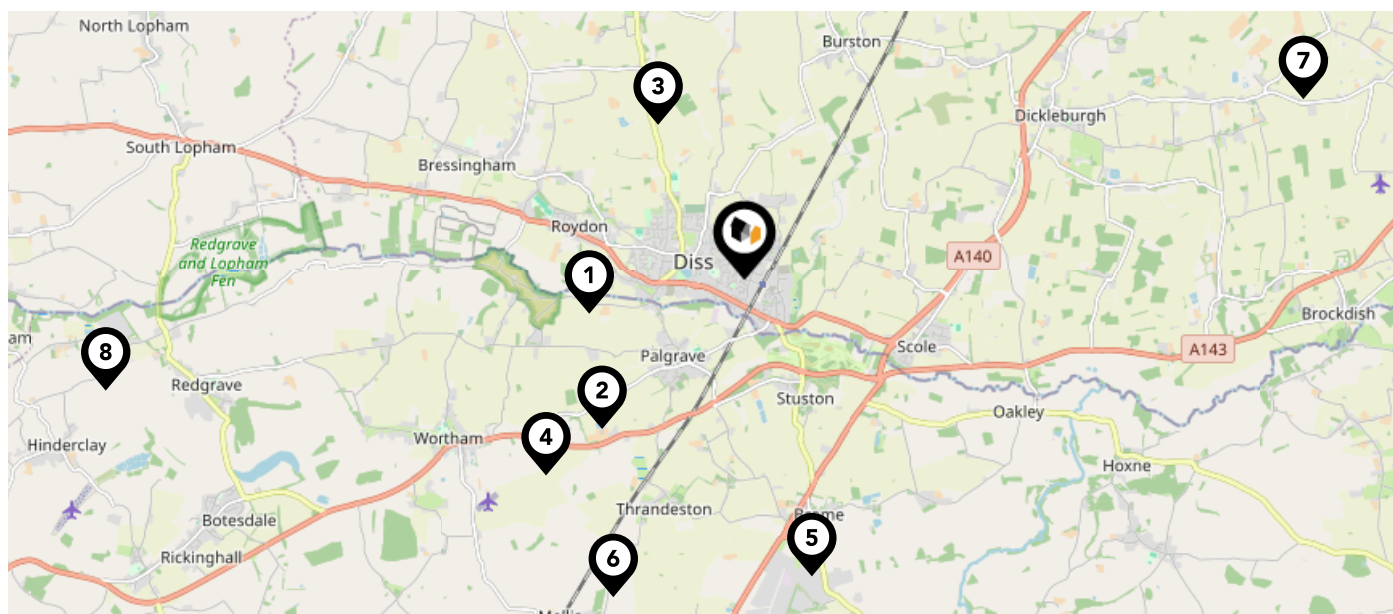 North Lopham
Burston
7
3
Dickleburgh
South Lopham
Bressingham
Roydon
Redgrave
and Lopham
Fen
Diss
A140
1
Brockdish
am
Scole
A143
8
Palgrave
Redgrave
2
Stuston
Oakley
4
Wortham
Hinderclay
Hoxne
Botesdale
Thrandeston
5
Rickinghall
6